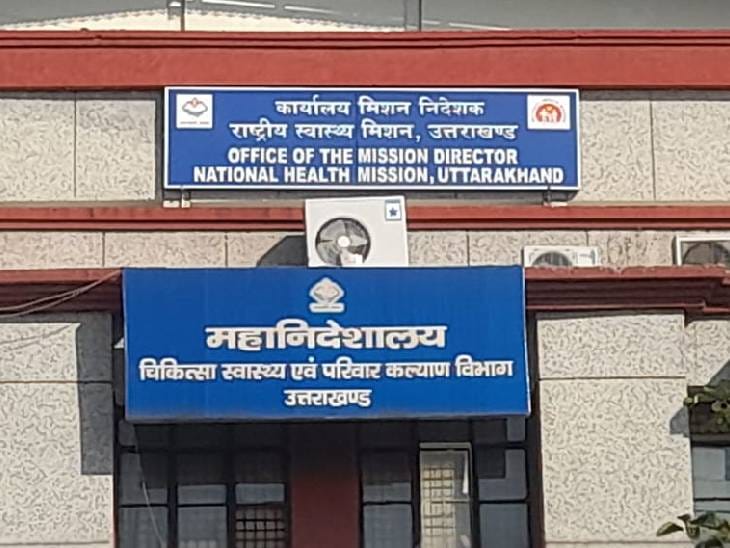 कार्यालय मिशन निदेशक
राष्ट्रीय स्वास्थ्य मिशन, उत्तराखण्ड
OFFICE OF THE MISSION DIRECTOR
NATIONAL HEALTH MISSION, UTTARAKHAND
महानिदेशालय
चिकित्सा स्वास्थ्य एवं परिवार कल्याण विभाग
उत्तराखण्ड